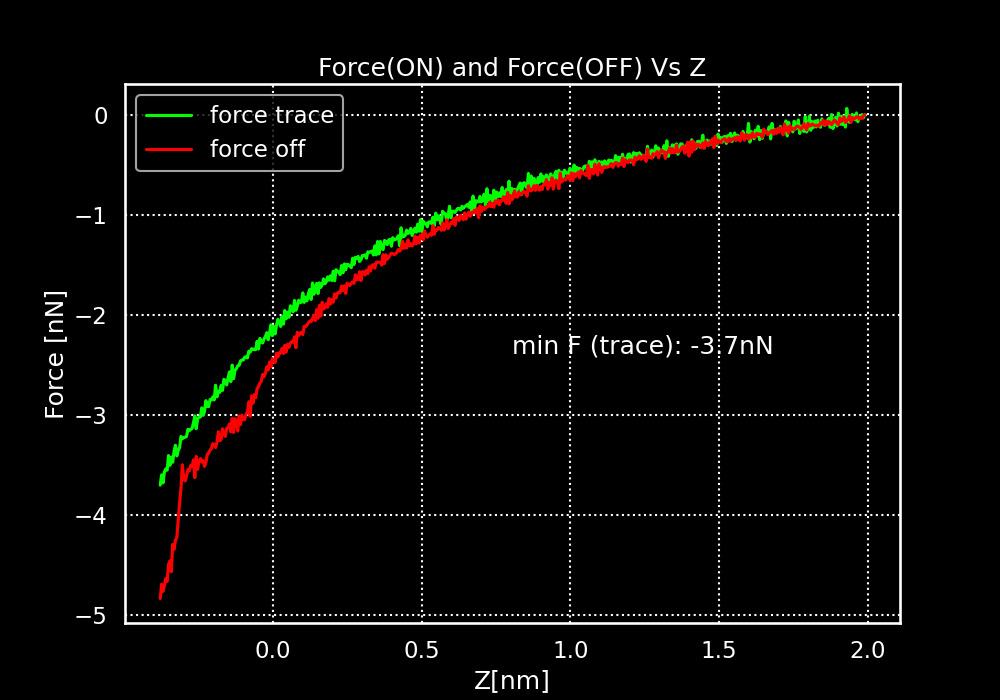 Force(ON) and Force(OFF) Vs Z
force trace
force off
0
−1
−2
−3
−4
−5
Force [nN]
min F (trace): -3.7nN
0.0 0.5 1.0 1.5 2.0
Z[nm]